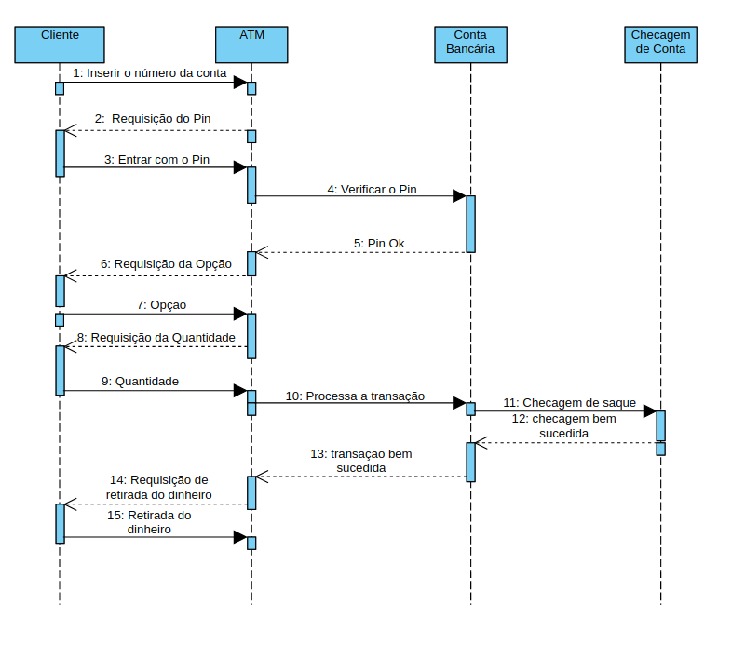 Cliente
ATM
Conta
Bancária
Checagem
de Conta
1: Inserir o número da conta
2: Requisição do Pin
3: Entrar com o Pin
4: Verificar o Pin
5: Pin Ok
6: Requisição da Opção
7: Opção
8: Requisição da Quantidade
9: Quantidade
10: Processa a transação
11: Checagem de saque
12: checagem bem
sucedida
13: transação bem
sucedida
14: Requisição de
retirada do dinheiro
15: Retirada do
dinheiro